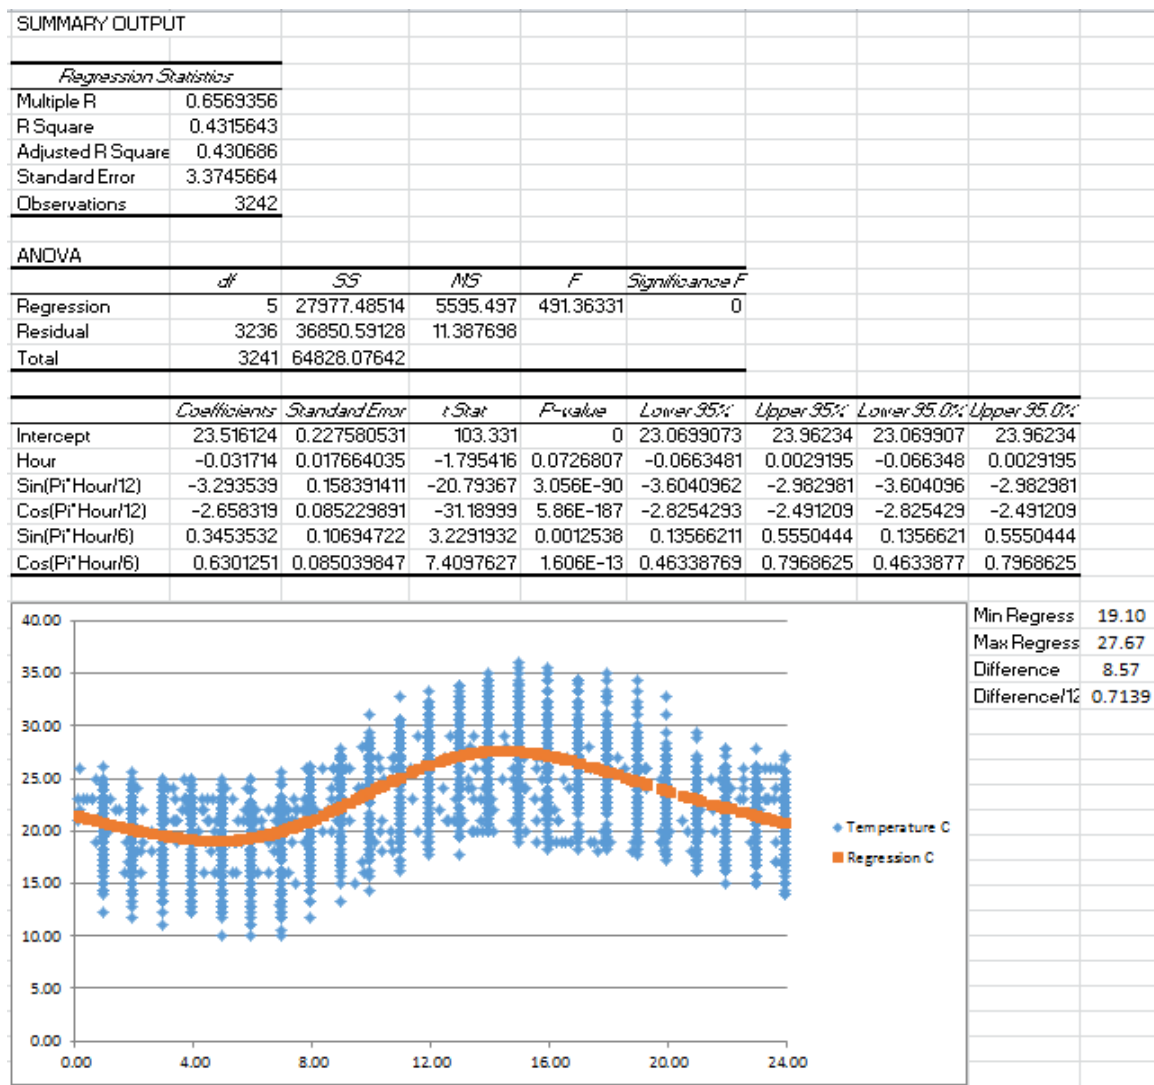 SUMMARY OUTPUT
Regression Statistics
Multiple R 0.6569356
R Square 0.4315643
Adjusted R Square 0.430686
Standard Error 3.3745664
Observations 3242
ANOVA
df SS MS F Significance F
Regression 5 27977.48514 5595.497 491.36331 0
Residual 3236 36850.59128 11.387698
Total 3241 64828.07642
Coefficients Standard Error t Stat P-value Lower 95% Upper 95% Lower 95.0% Upper 95.0%
Intercept 23.516124 0.227580531 103.331 0 23.0699073 23.96234 23.069907 23.96234
Hour -0.031714 0.017664035 -1.795416 0.0726807 -0.0663481 0.0029195 -0.066348 0.0029195
Sin(Pi*Hour/12) -3.293539 0.158391411 -20.79367 3.056E-90 -3.6040962 -2.982981 -3.604096 -2.982981
Cos(Pi*Hour/12) -2.658319 0.085229891 -31.18999 5.86E-187 -2.8254293 -2.491209 -2.825429 -2.491209
Sin(Pi*Hour/6) 0.3453532 0.10694722 3.2291932 0.0012538 0.13566211 0.5550444 0.1356621 0.5550444
Cos(Pi*Hour/6) 0.6301251 0.085039847 7.4097627 1.606E-13 0.46338769 0.7968625 0.4633877 0.7968625
Min Regress 19.10
Max Regress 27.67
Difference 8.57
Difference/12 0.7139
40.00
35.00
30.00
25.00
20.00
15.00
10.00
5.00
0.00
0.00 4.00 8.00 12.00 16.00 20.00 24.00
Temperature C
Regression C